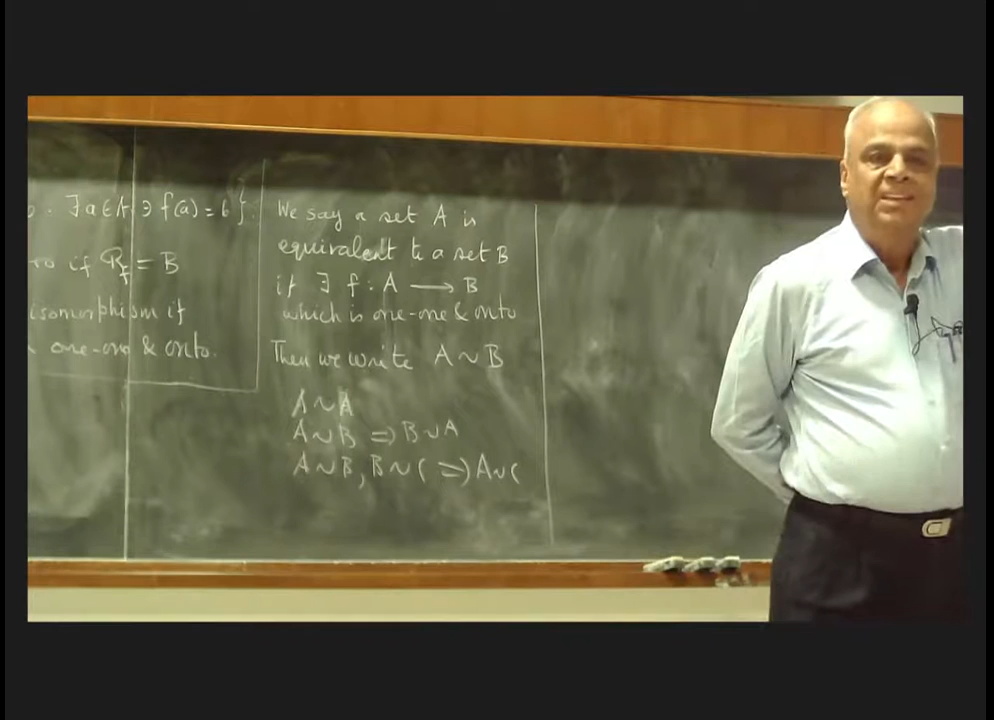 ∃ a ∈ A ∋ f(a) = b }.
if R_f = B
isomorphism if
one-one & onto.
We say a set A is
equivalent to a set B
if ∃ f : A ⟶ B
which is one-one & onto
Then we write A ~ B
A ~ A
A ~ B ⇒ B ~ A
A ~ B, B ~ C ⇒ A ~ C